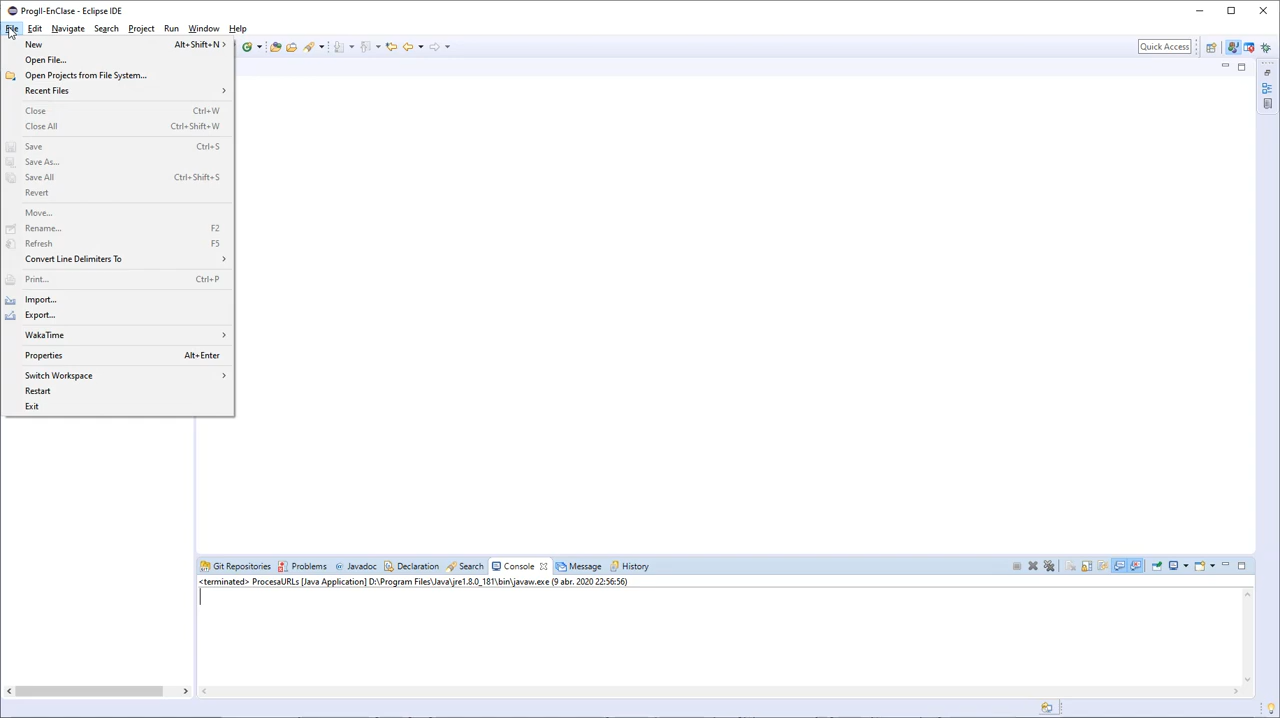 ProgII-EnClase - Eclipse IDE
File Edit Navigate Search Project Run Window Help
New Alt+Shift+N
Quick Access
Open File...
Open Projects from File System...
Recent Files
Close Ctrl+W
Close All Ctrl+Shift+W
Save Ctrl+S
Save As...
Save All Ctrl+Shift+S
Revert
Move...
Rename... F2
Refresh F5
Convert Line Delimiters To
Print... Ctrl+P
Import...
Export...
WakaTime
Properties Alt+Enter
Switch Workspace
Restart
Exit
Git Repositories Problems Javadoc Declaration Search Console Message History
<terminated> ProcesaURLs [Java Application] D:\Program Files\Java\jre1.8.0_181\bin\javaw.exe (9 abr. 2020 22:56:56)